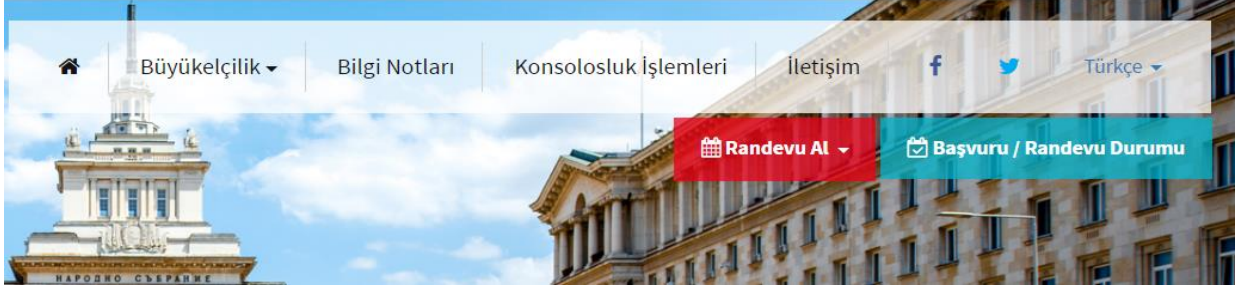 Büyükelçilik
Bilgi Notları
Konsolosluk İşlemleri
İletişim
Türkçe
Randevu Al
Başvuru / Randevu Durumu
НАРОДНО СЪБРАНИЕ